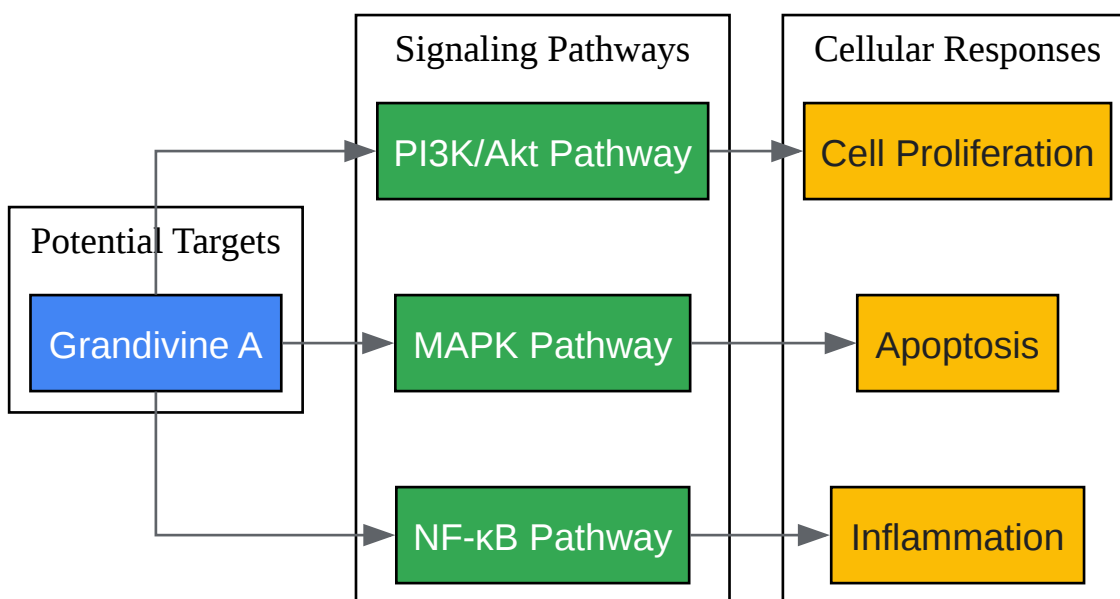 Signaling Pathways
Cellular Responses
PI3K/Akt Pathway
Cell Proliferation
Potential Targets
Grandivine A
MAPK Pathway
Apoptosis
NF-κB Pathway
Inflammation